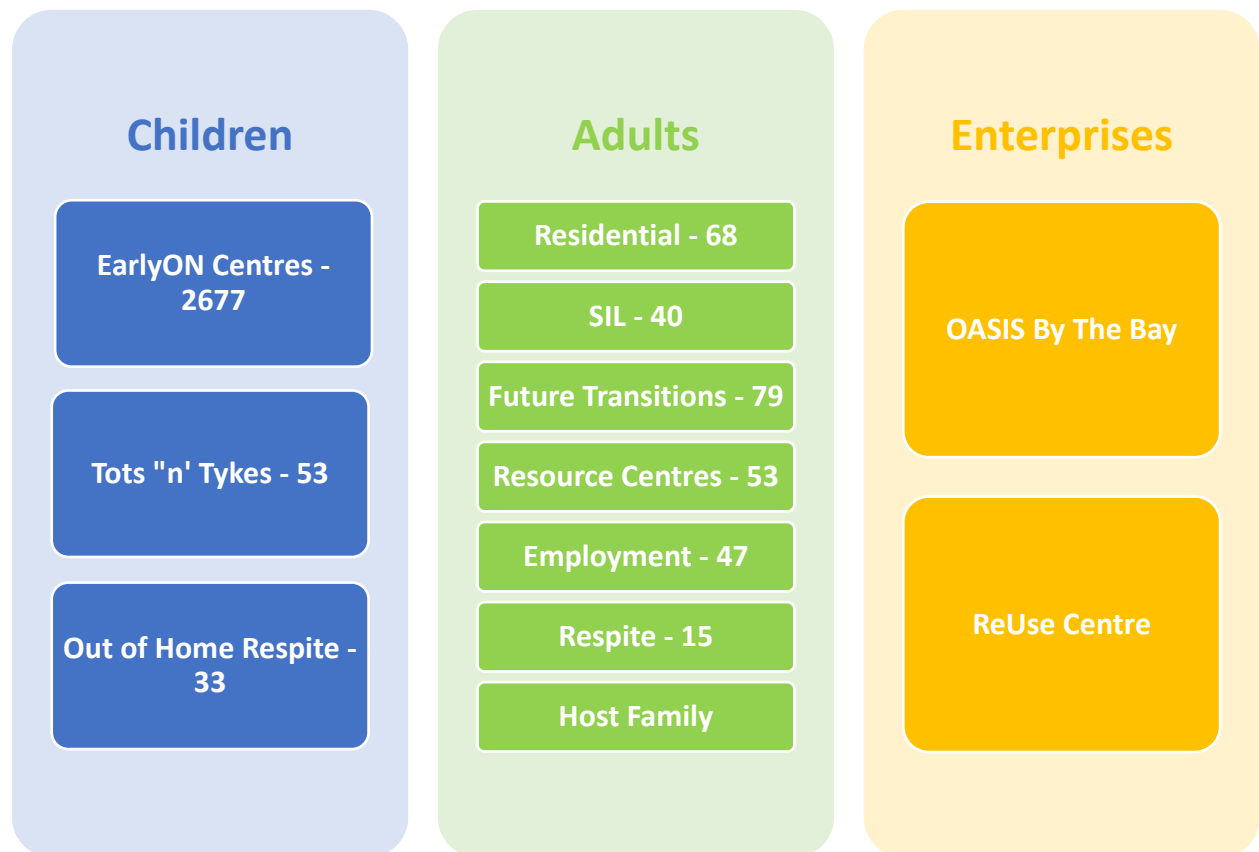 Children
EarlyON Centres -
2677
Tots "n' Tykes - 53
Out of Home Respite -
33
Adults
Residential - 68
SIL - 40
Future Transitions - 79
Resource Centres - 53
Employment - 47
Respite - 15
Host Family
Enterprises
OASIS By The Bay
ReUse Centre